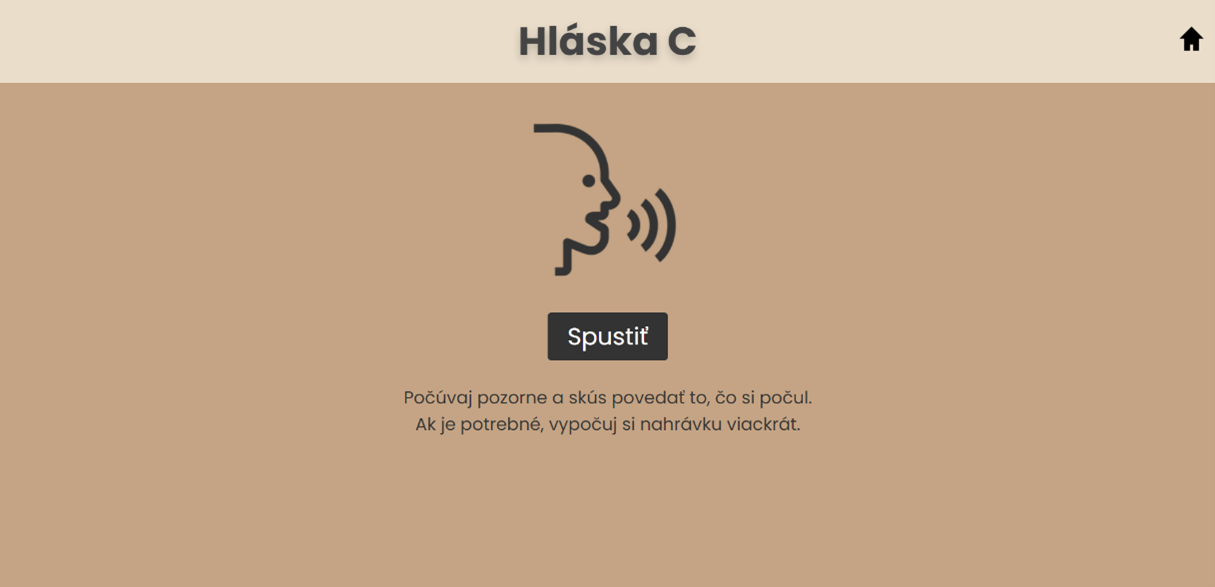 Hláska C
Spustiť
Počúvaj pozorne a skús povedať to, čo si počul.
Ak je potrebné, vypočuj si nahrávku viackrát.